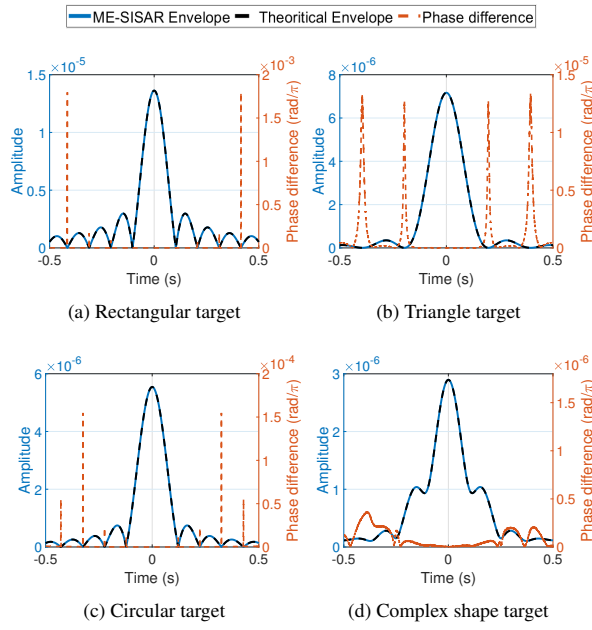 ME-SISAR Envelope Theoritical Envelope Phase difference
×10⁻⁵ ×10⁻³
1.5 2
1.5
1
1
0.5
0.5
0 0
Amplitude
Phase difference (rad/π)
-0.5 0 0.5
Time (s)
(a) Rectangular target
×10⁻⁶ ×10⁻⁵
8 1.5
6
1
4
0.5
2
0 0
Amplitude
Phase difference (rad/π)
-0.5 0 0.5
Time (s)
(b) Triangle target
×10⁻⁶ ×10⁻⁴
6 2
1.5
4
1
2
0.5
0 0
Amplitude
Phase difference (rad/π)
-0.5 0 0.5
Time (s)
(c) Circular target
×10⁻⁶ ×10⁻⁶
3 2
1.5
2
1
1
0.5
0 0
Amplitude
Phase difference (rad/π)
-0.5 0 0.5
Time (s)
(d) Complex shape target